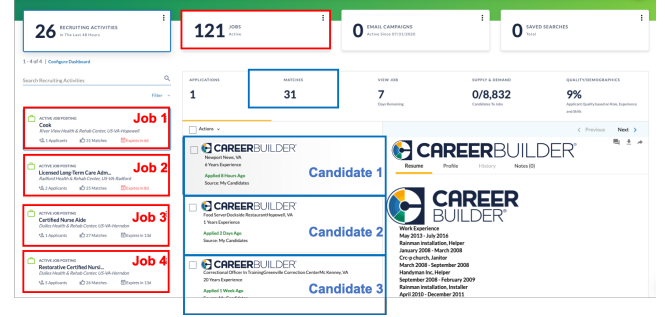 26 RECRUITING ACTIVITIES
In The Last 48 Hours
121 JOBS
Active
0 EMAIL CAMPAIGNS
Active Since 07/31/2020
0 SAVED SEARCHES
Total
1 - 4 of 4 | Configure Dashboard
Search Recruiting Activities
Filter
ACTIVE JOB POSTING
Job 1
Cook
River View Health & Rehab Center, US-VA-Hopewell
1 Applicants 31 Matches Expires in 6d
ACTIVE JOB POSTING
Job 2
Licensed Long-Term Care Adm...
Radford Health & Rehab Center, US-VA-Radford
2 Applicants 25 Matches Expires in 6d
ACTIVE JOB POSTING
Job 3
Certified Nurse Aide
Dulles Health & Rehab Center, US-VA-Herndon
27 Matches Expires in 13d
ACTIVE JOB POSTING
Job 4
Restorative Certified Nursi...
Dulles Health & Rehab Center, US-VA-Herndon
26 Matches Expires in 13d
APPLICATIONS
1
MATCHES
31
VIEW JOB
7
Days Remaining
SUPPLY & DEMAND
0/8,832
Candidates To Jobs
QUALITY/DEMOGRAPHICS
9%
Applicant Quality based on Role, Experience
and Skills
Actions
Previous Next
CAREERBUILDER
Newport News, VA
6 Years Experience
Candidate 1
Applied 8 Hours Ago
Source: My Candidates
CAREERBUILDER
Food Server Dockside Restaurant Hopewell, VA
1 Years Experience
Candidate 2
Applied 2 Days Ago
Source: My Candidates
CAREERBUILDER
Correctional Officer In Training Greenville Correction Center Mc Kenney, VA
20 Years Experience
Candidate 3
Applied 1 Week Ago
CAREERBUILDER®
Resume Profile History Notes (0)
CAREER
BUILDER®
Work Experience
May 2013 - July 2016
Rainman installation, Helper
January 2008 - March 2008
Crc-p church, Janitor
March 2008 - September 2008
Handyman Inc, Helper
September 2008 - February 2009
Rainman Installation, Installer
April 2010 - December 2011